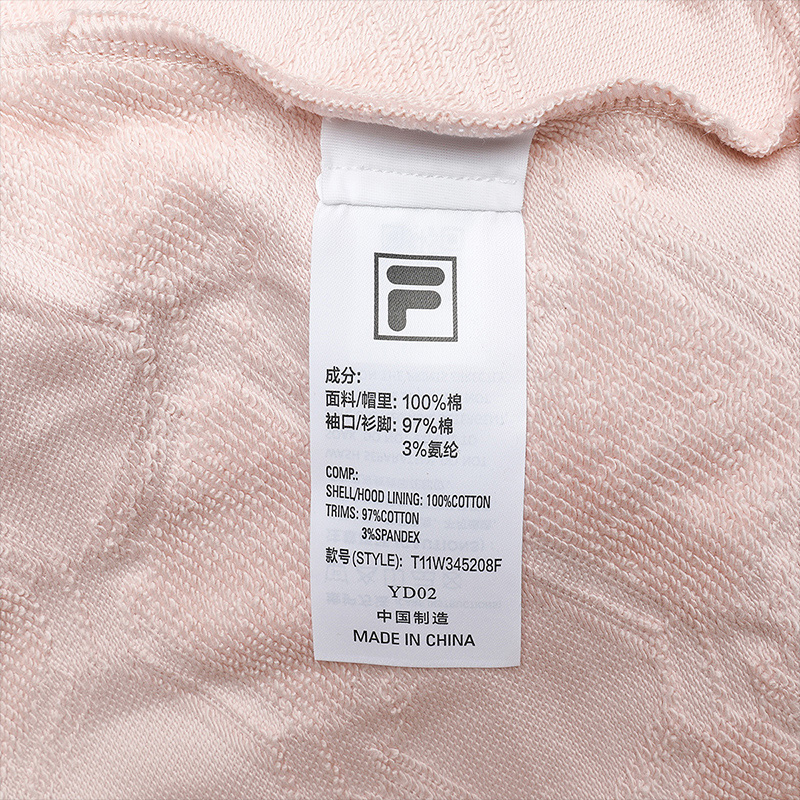 F
成分:
面料/帽里: 100%棉
袖口/衫脚: 97%棉
3%氨纶
COMP.:
SHELL/HOOD LINING: 100%COTTON
TRIMS: 97%COTTON
3%SPANDEX
款号(STYLE): T11W345208F
YD02
中国制造
MADE IN CHINA